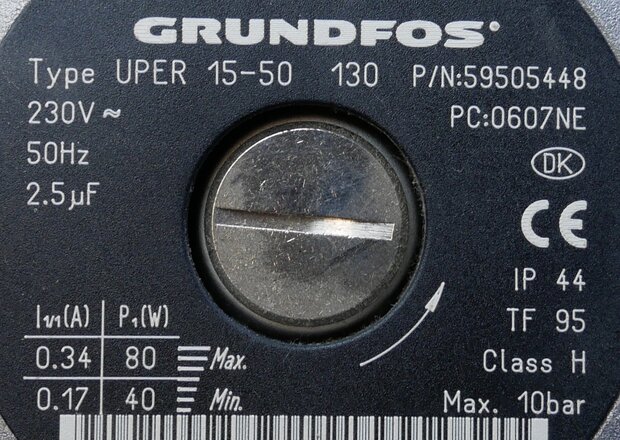 GRUNDFOS
Type UPER 15-50 130 P/N:59505448
230V ~ PC:0607NE
50Hz DK
2.5µF CE
IP 44
TF 95
Class H
Max. 10bar
I1/1(A) P1(W)
0.34 80 Max.
0.17 40 Min.